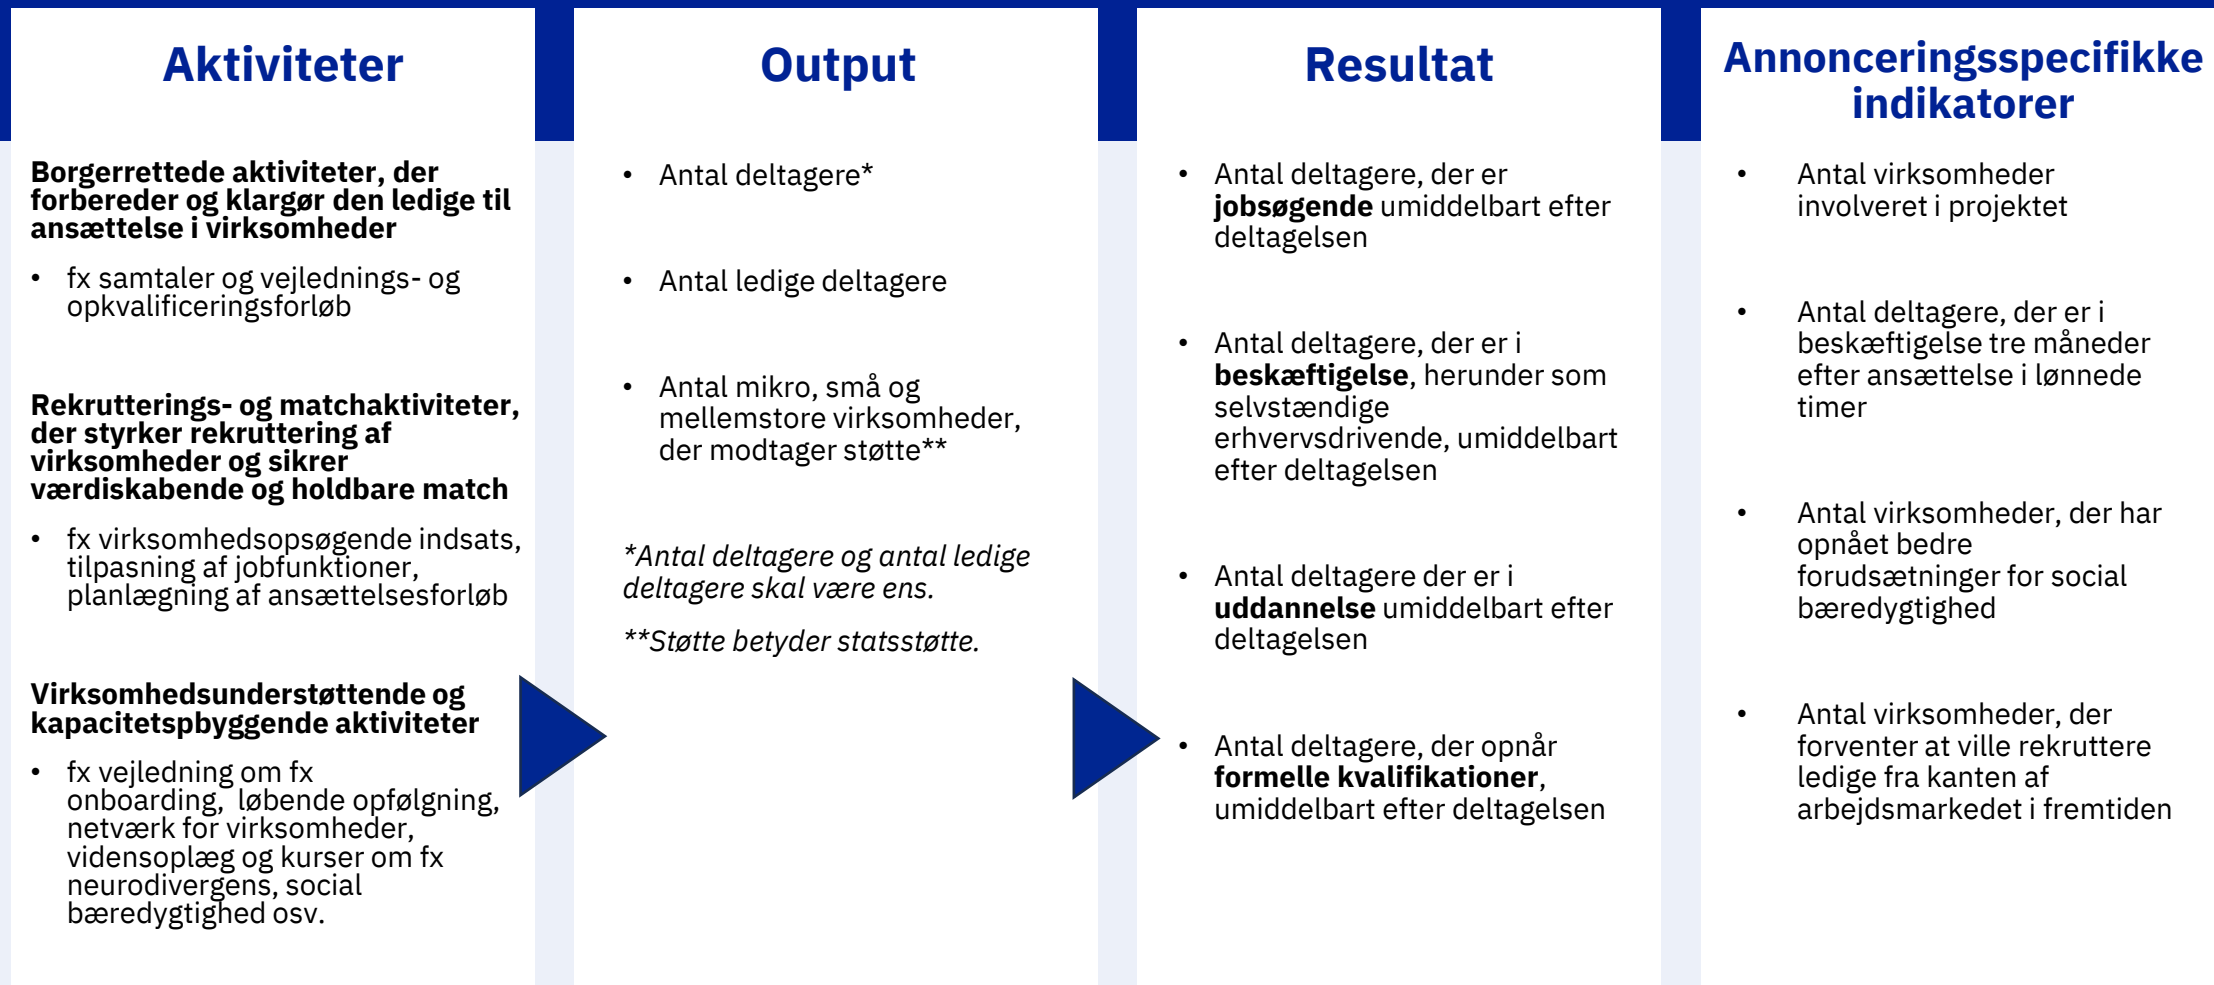 Aktiviteter
Borgerrettede aktiviteter, der
forbereder og klargør den ledige til
ansættelse i virksomheder
• fx samtaler og vejlednings- og
opkvalificeringsforløb
Rekrutterings- og matchaktiviteter,
der styrker rekruttering af
virksomheder og sikrer
værdiskabende og holdbare match
• fx virksomhedsopsøgende indsats,
tilpasning af jobfunktioner,
planlægning af ansættelsesforløb
Virksomhedsunderstøttende og
kapacitetspbyggende aktiviteter
• fx vejledning om fx
onboarding, løbende opfølgning,
netværk for virksomheder,
vidensoplæg og kurser om fx
neurodivergens, social
bæredygtighed osv.
Output
• Antal deltagere*
• Antal ledige deltagere
• Antal mikro, små og
mellemstore virksomheder,
der modtager støtte**
*Antal deltagere og antal ledige
deltagere skal være ens.
**Støtte betyder statsstøtte.
Resultat
• Antal deltagere, der er
jobsøgende umiddelbart efter
deltagelsen
• Antal deltagere, der er i
beskæftigelse, herunder som
selvstændige
erhvervsdrivende, umiddelbart
efter deltagelsen
• Antal deltagere der er i
uddannelse umiddelbart efter
deltagelsen
• Antal deltagere, der opnår
formelle kvalifikationer,
umiddelbart efter deltagelsen
Annonceringsspecifikke
indikatorer
• Antal virksomheder
involveret i projektet
• Antal deltagere, der er i
beskæftigelse tre måneder
efter ansættelse i lønnede
timer
• Antal virksomheder, der har
opnået bedre
forudsætninger for social
bæredygtighed
• Antal virksomheder, der
forventer at ville rekruttere
ledige fra kanten af
arbejdsmarkedet i fremtiden